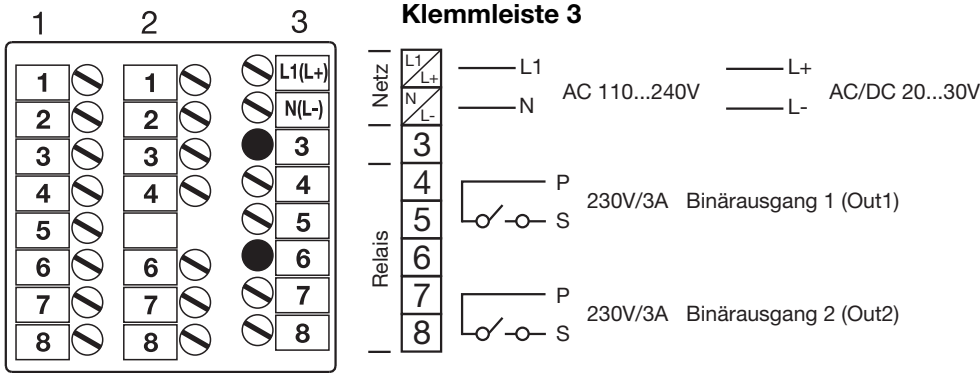 1 2 3
1 1 L1(L+)
2 2 N(L-)
3 3 3
4 4 4
5 5
6 6 6
7 7 7
8 8 8
Klemmleiste 3
Netz
L1/L+ L1 AC 110...240V L+ AC/DC 20...30V
N/L- N L-
3
Relais
4 P 230V/3A Binärausgang 1 (Out1)
5 S
6
7 P 230V/3A Binärausgang 2 (Out2)
8 S